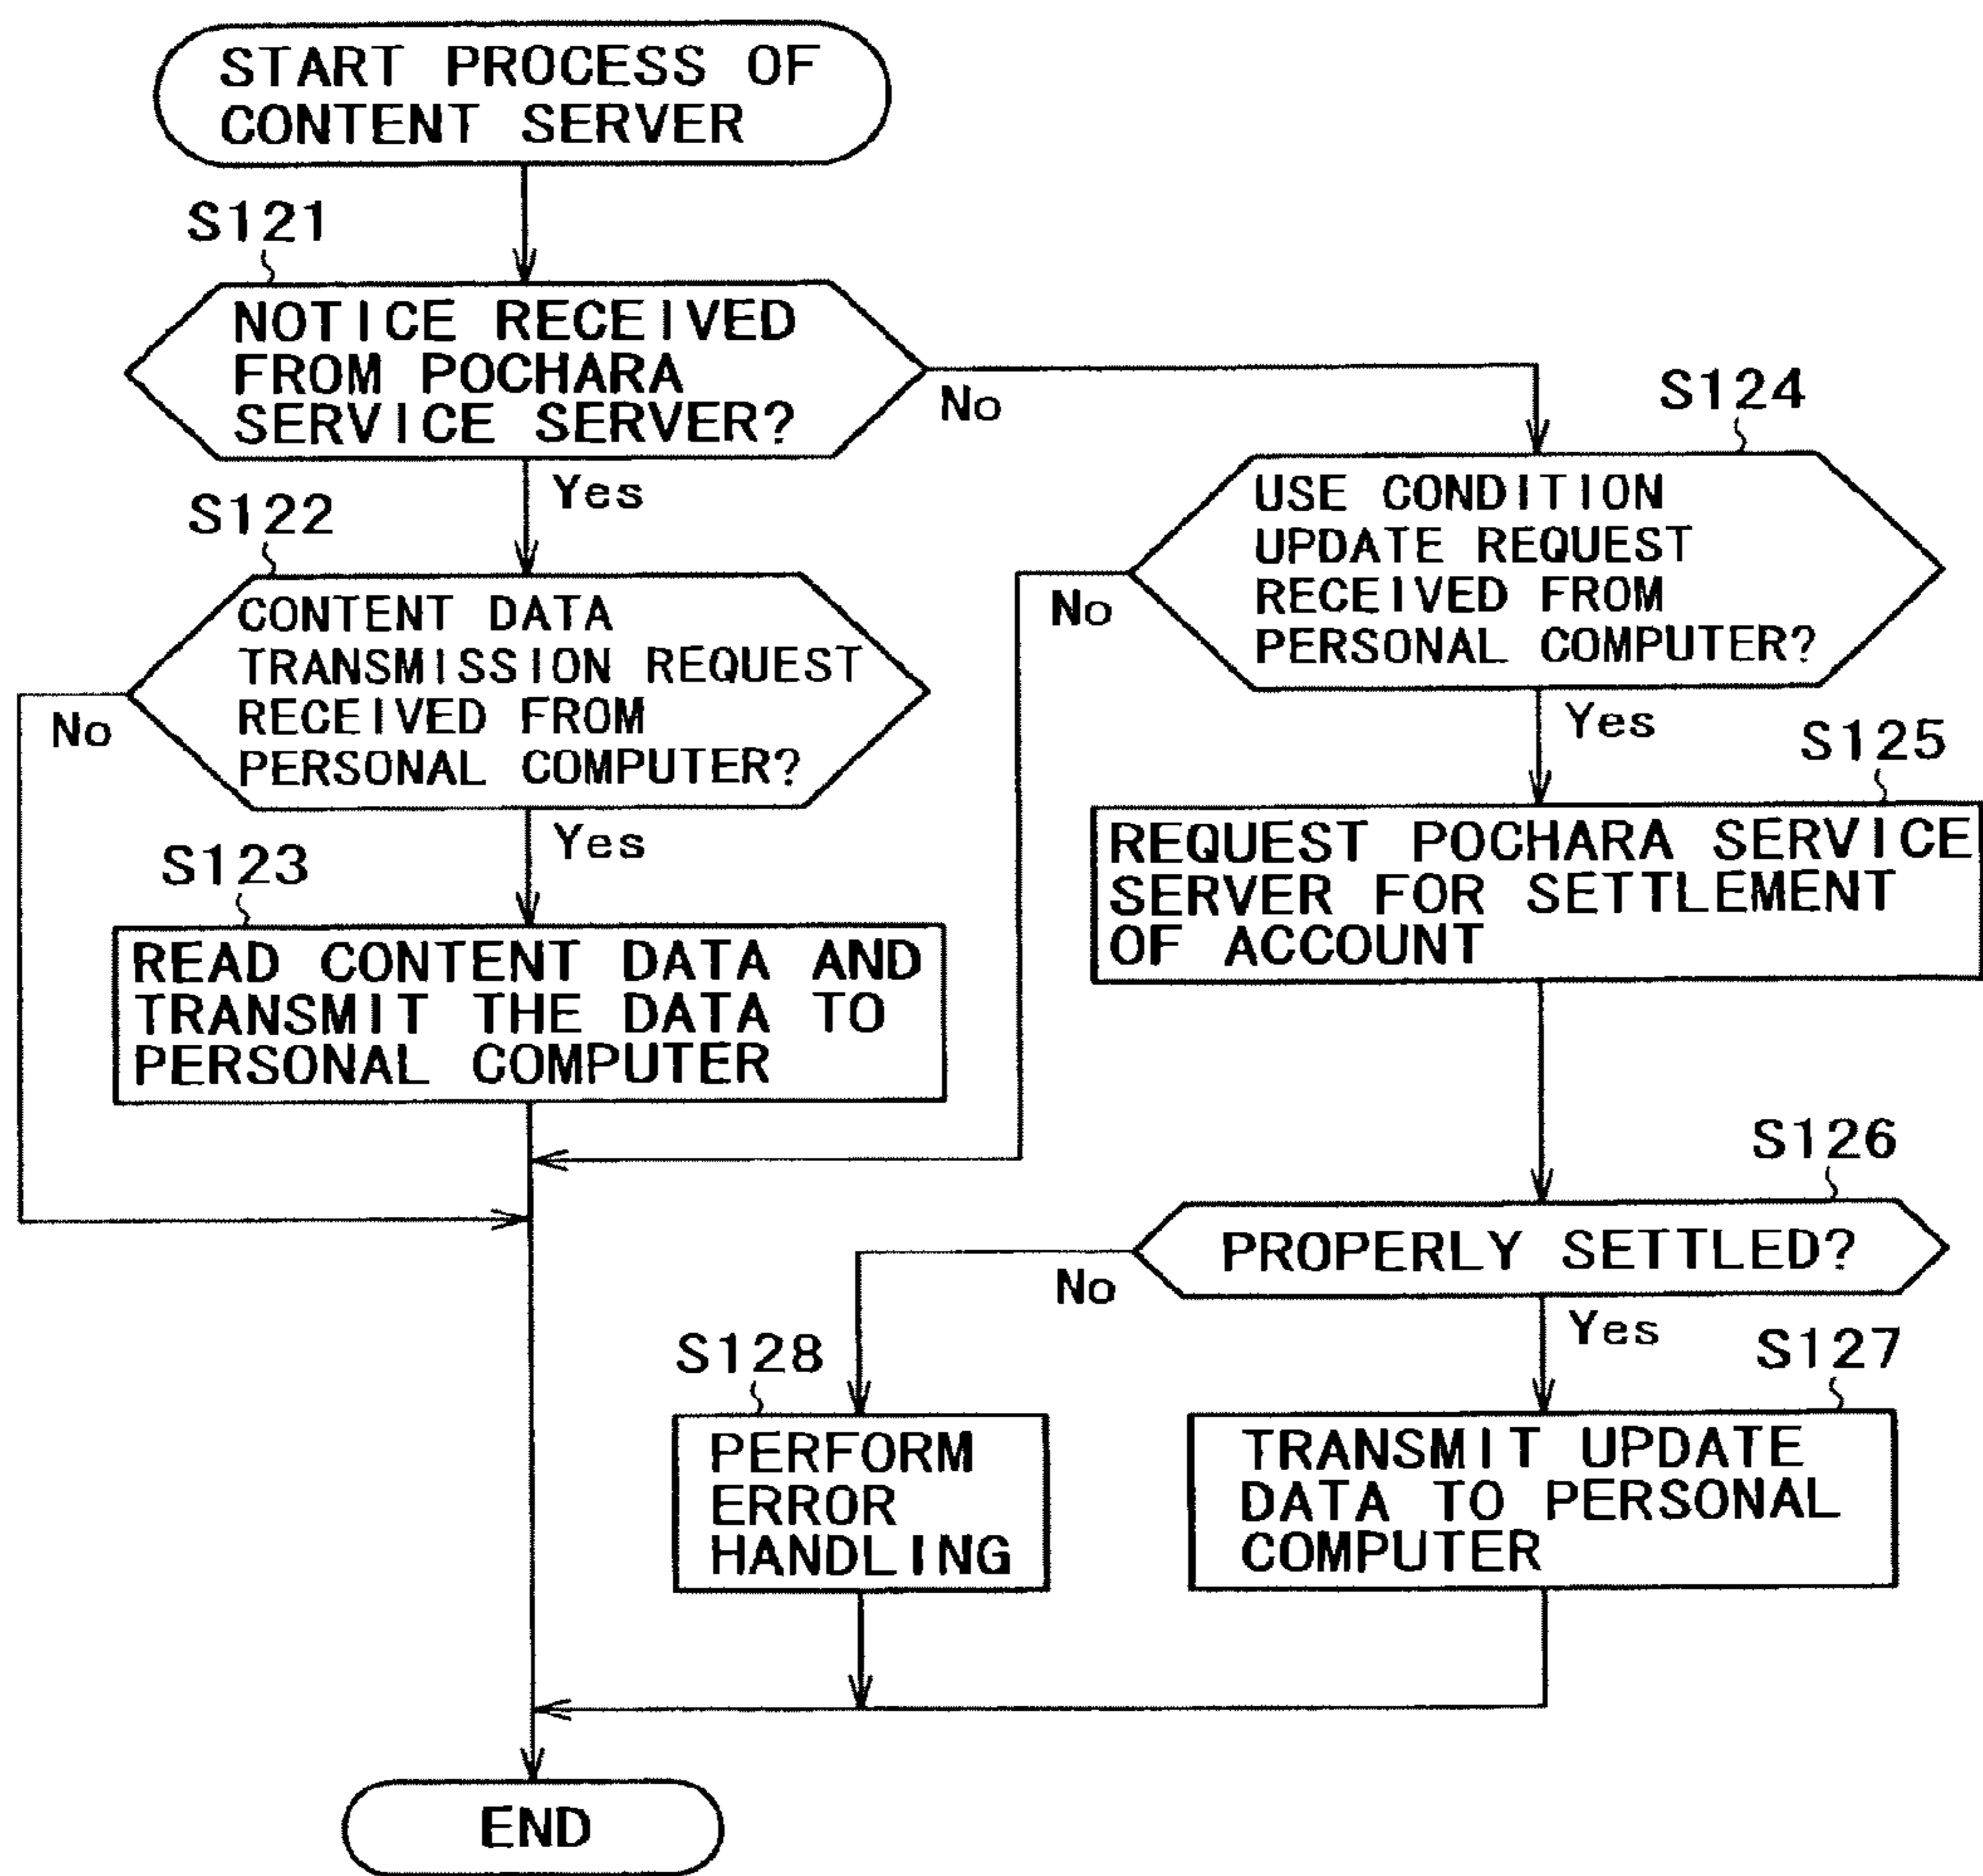 START PROCESS OF
CONTENT SERVER
S121
NOTICE RECEIVED
FROM POCHARA
SERVICE SERVER?
No
Yes
S122
CONTENT DATA
TRANSMISSION REQUEST
RECEIVED FROM
PERSONAL COMPUTER?
No
Yes
S123
READ CONTENT DATA AND
TRANSMIT THE DATA TO
PERSONAL COMPUTER
S124
USE CONDITION
UPDATE REQUEST
RECEIVED FROM
PERSONAL COMPUTER?
No
Yes
S125
REQUEST POCHARA SERVICE
SERVER FOR SETTLEMENT
OF ACCOUNT
S126
PROPERLY SETTLED?
No
Yes
S128
PERFORM
ERROR
HANDLING
S127
TRANSMIT UPDATE
DATA TO PERSONAL
COMPUTER
END